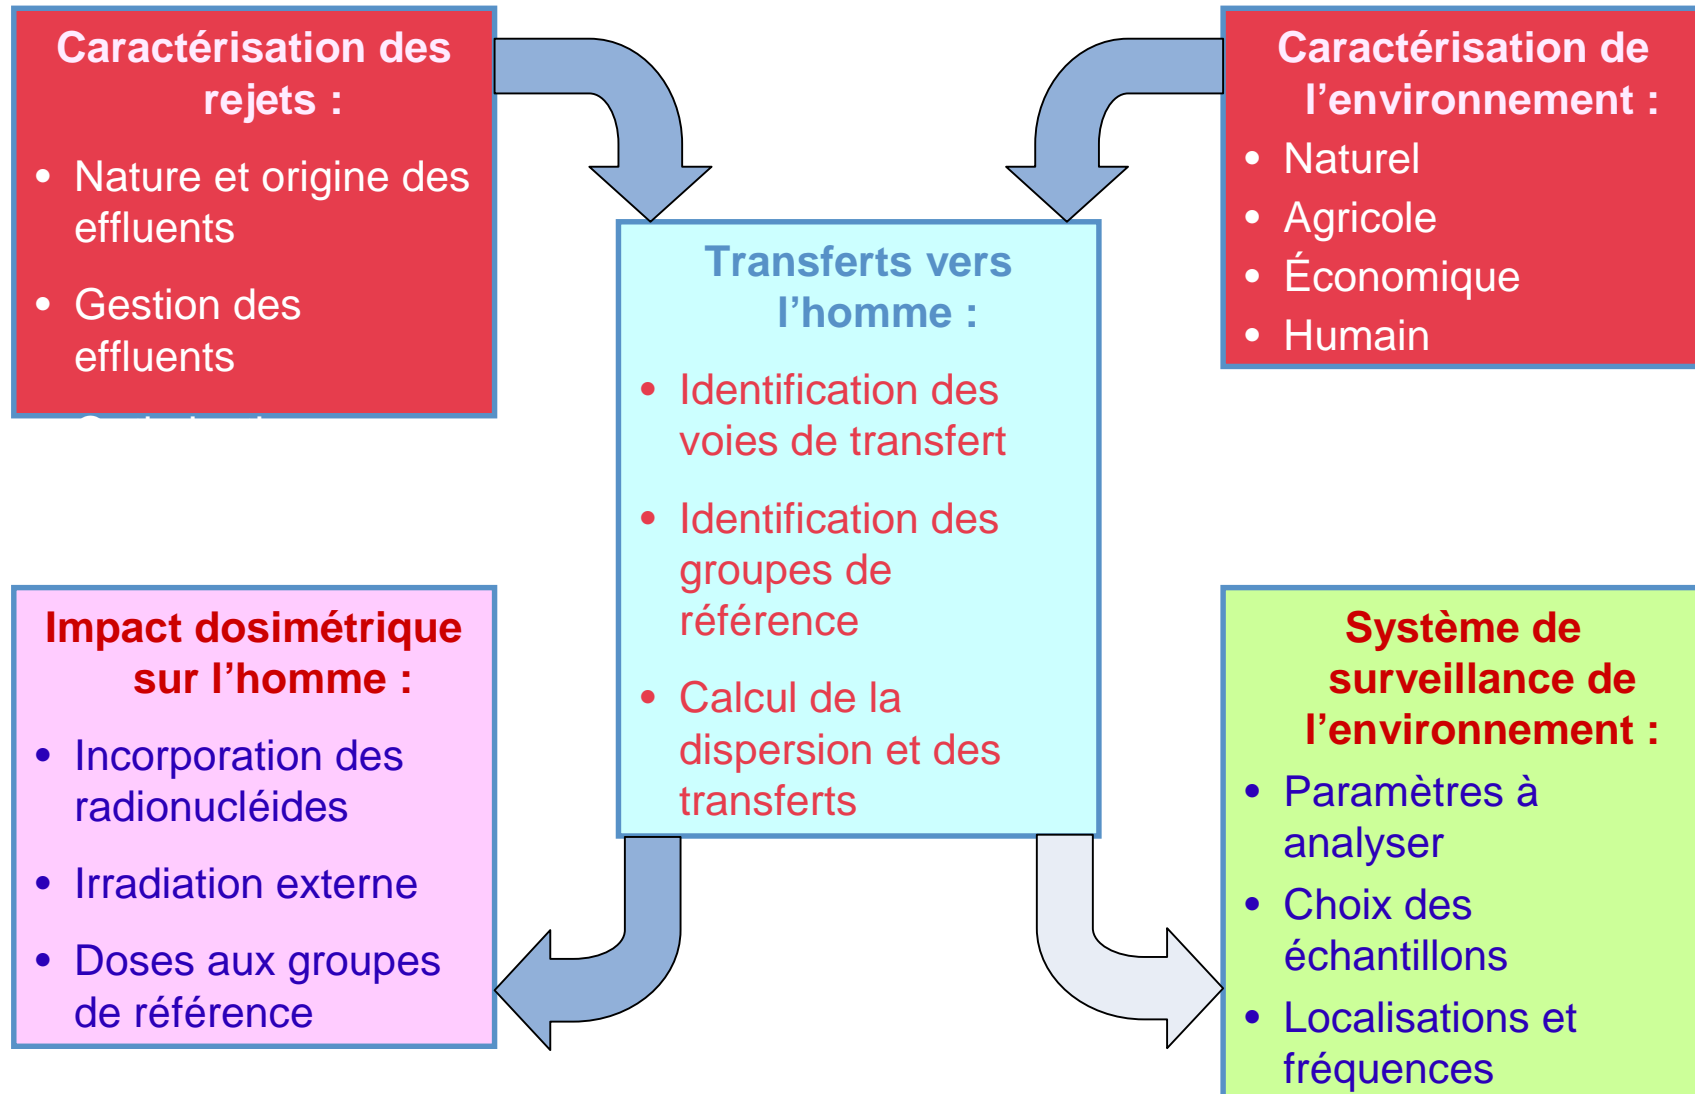 Caractérisation des
rejets :
• Nature et origine des
effluents
• Gestion des
effluents
Caractérisation de
l’environnement :
• Naturel
• Agricole
• Économique
• Humain
Transferts vers
l’homme :
• Identification des
voies de transfert
• Identification des
groupes de
référence
• Calcul de la
dispersion et des
transferts
Impact dosimétrique
sur l’homme :
• Incorporation des
radionucléides
• Irradiation externe
• Doses aux groupes
de référence
Système de
surveillance de
l’environnement :
• Paramètres à
analyser
• Choix des
échantillons
• Localisations et
fréquences